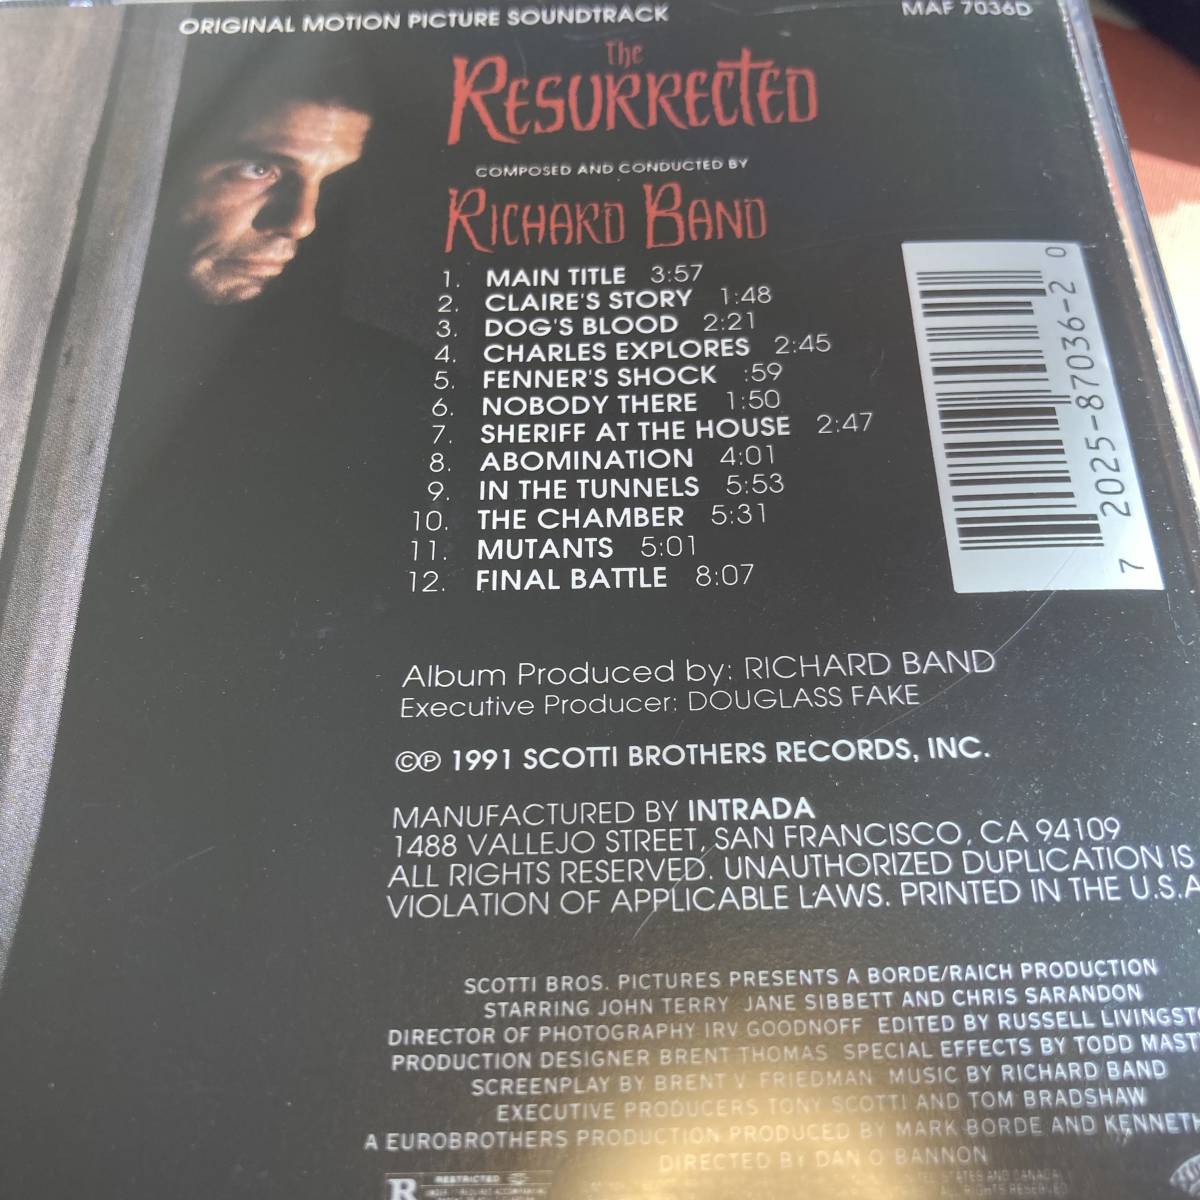 ORIGINAL MOTION PICTURE SOUNDTRACK
MAF 7036D
The
RESURRECTED
COMPOSED AND CONDUCTED BY
RICHARD BAND
1. MAIN TITLE 3:57
2. CLAIRE'S STORY 1:48
3. DOG'S BLOOD 2:21
4. CHARLES EXPLORES 2:45
5. FENNER'S SHOCK :59
6. NOBODY THERE 1:50
7. SHERIFF AT THE HOUSE 2:47
8. ABOMINATION 4:01
9. IN THE TUNNELS 5:53
10. THE CHAMBER 5:31
11. MUTANTS 5:01
12. FINAL BATTLE 8:07
7 2025-87036-2 0
Album Produced by: RICHARD BAND
Executive Producer: DOUGLASS FAKE
©℗ 1991 SCOTTI BROTHERS RECORDS, INC.
MANUFACTURED BY INTRADA
1488 VALLEJO STREET, SAN FRANCISCO, CA 94109
ALL RIGHTS RESERVED. UNAUTHORIZED DUPLICATION IS
VIOLATION OF APPLICABLE LAWS. PRINTED IN THE U.S.A
SCOTTI BROS. PICTURES PRESENTS A BORDE/RAICH PRODUCTION
STARRING JOHN TERRY JANE SIBBETT AND CHRIS SARANDON
DIRECTOR OF PHOTOGRAPHY IRV GOODNOFF EDITED BY RUSSELL LIVINGSTO
PRODUCTION DESIGNER BRENT THOMAS SPECIAL EFFECTS BY TODD MAST
SCREENPLAY BY BRENT V. FRIEDMAN MUSIC BY RICHARD BAND
EXECUTIVE PRODUCERS TONY SCOTTI AND TOM BRADSHAW
A EUROBROTHERS PRODUCTION PRODUCED BY MARK BORDE AND KENNETH
DIRECTED BY DAN O'BANNON
R RESTRICTED
STATES AND CANADA
RIGHTS RESERVED